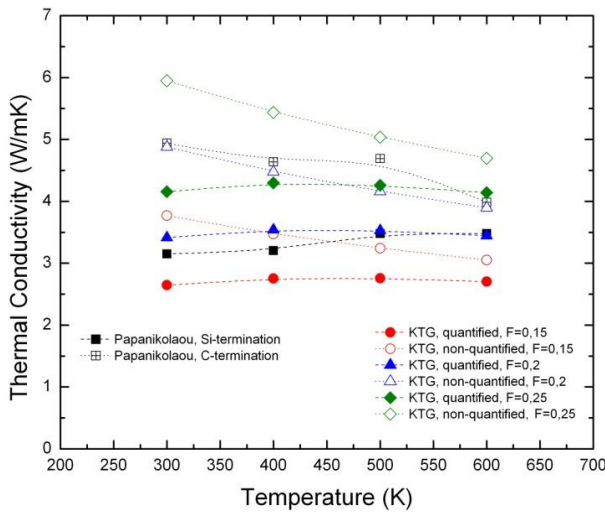 7
6
5
4
3
2
1
0
Thermal Conductivity (W/mK)
Papanikolaou, Si-termination
Papanikolaou, C-termination
KTG, quantified, F=0,15
KTG, non-quantified, F=0,15
KTG, quantified, F=0,2
KTG, non-quantified, F=0,2
KTG, quantified, F=0,25
KTG, non-quantified, F=0,25
200 250 300 350 400 450 500 550 600 650 700
Temperature (K)